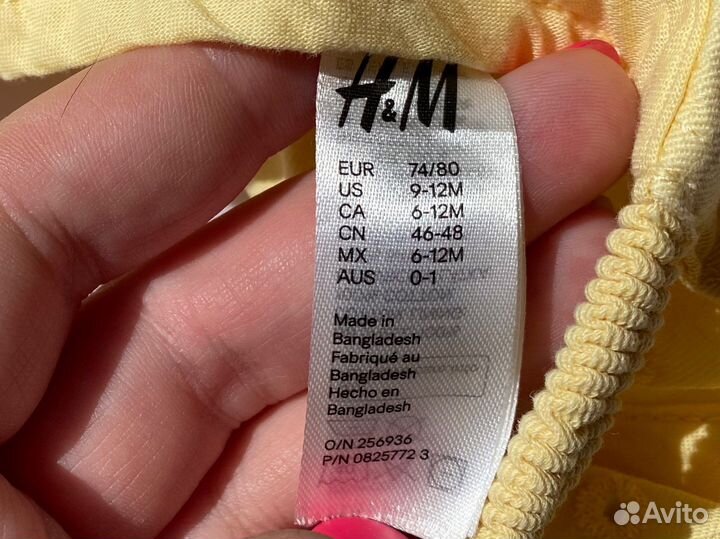 H&M
EUR 74/80
US 9-12M
CA 6-12M
CN 46-48
MX 6-12M
AUS 0-1
Made in
Bangladesh
Fabriqué au
Bangladesh
Hecho en
Bangladesh
O/N 256936
P/N 0825772 3
Avito